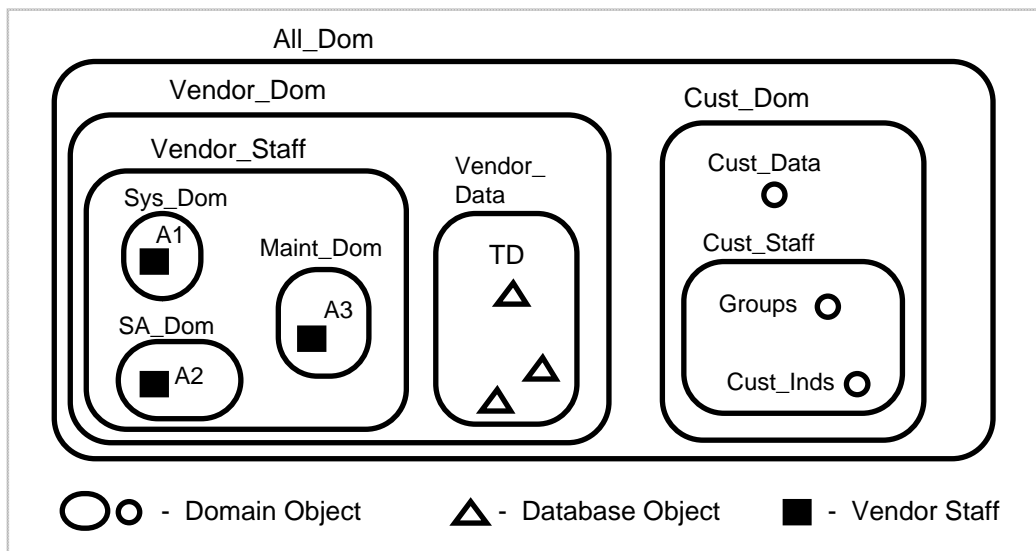 All_Dom
Vendor_Dom
Cust_Dom
Vendor_Staff
Vendor_
Data
Cust_Data
Sys_Dom
A1
Maint_Dom
TD
Cust_Staff
A3
Groups
SA_Dom
A2
Cust_Inds
- Domain Object
- Database Object
- Vendor Staff